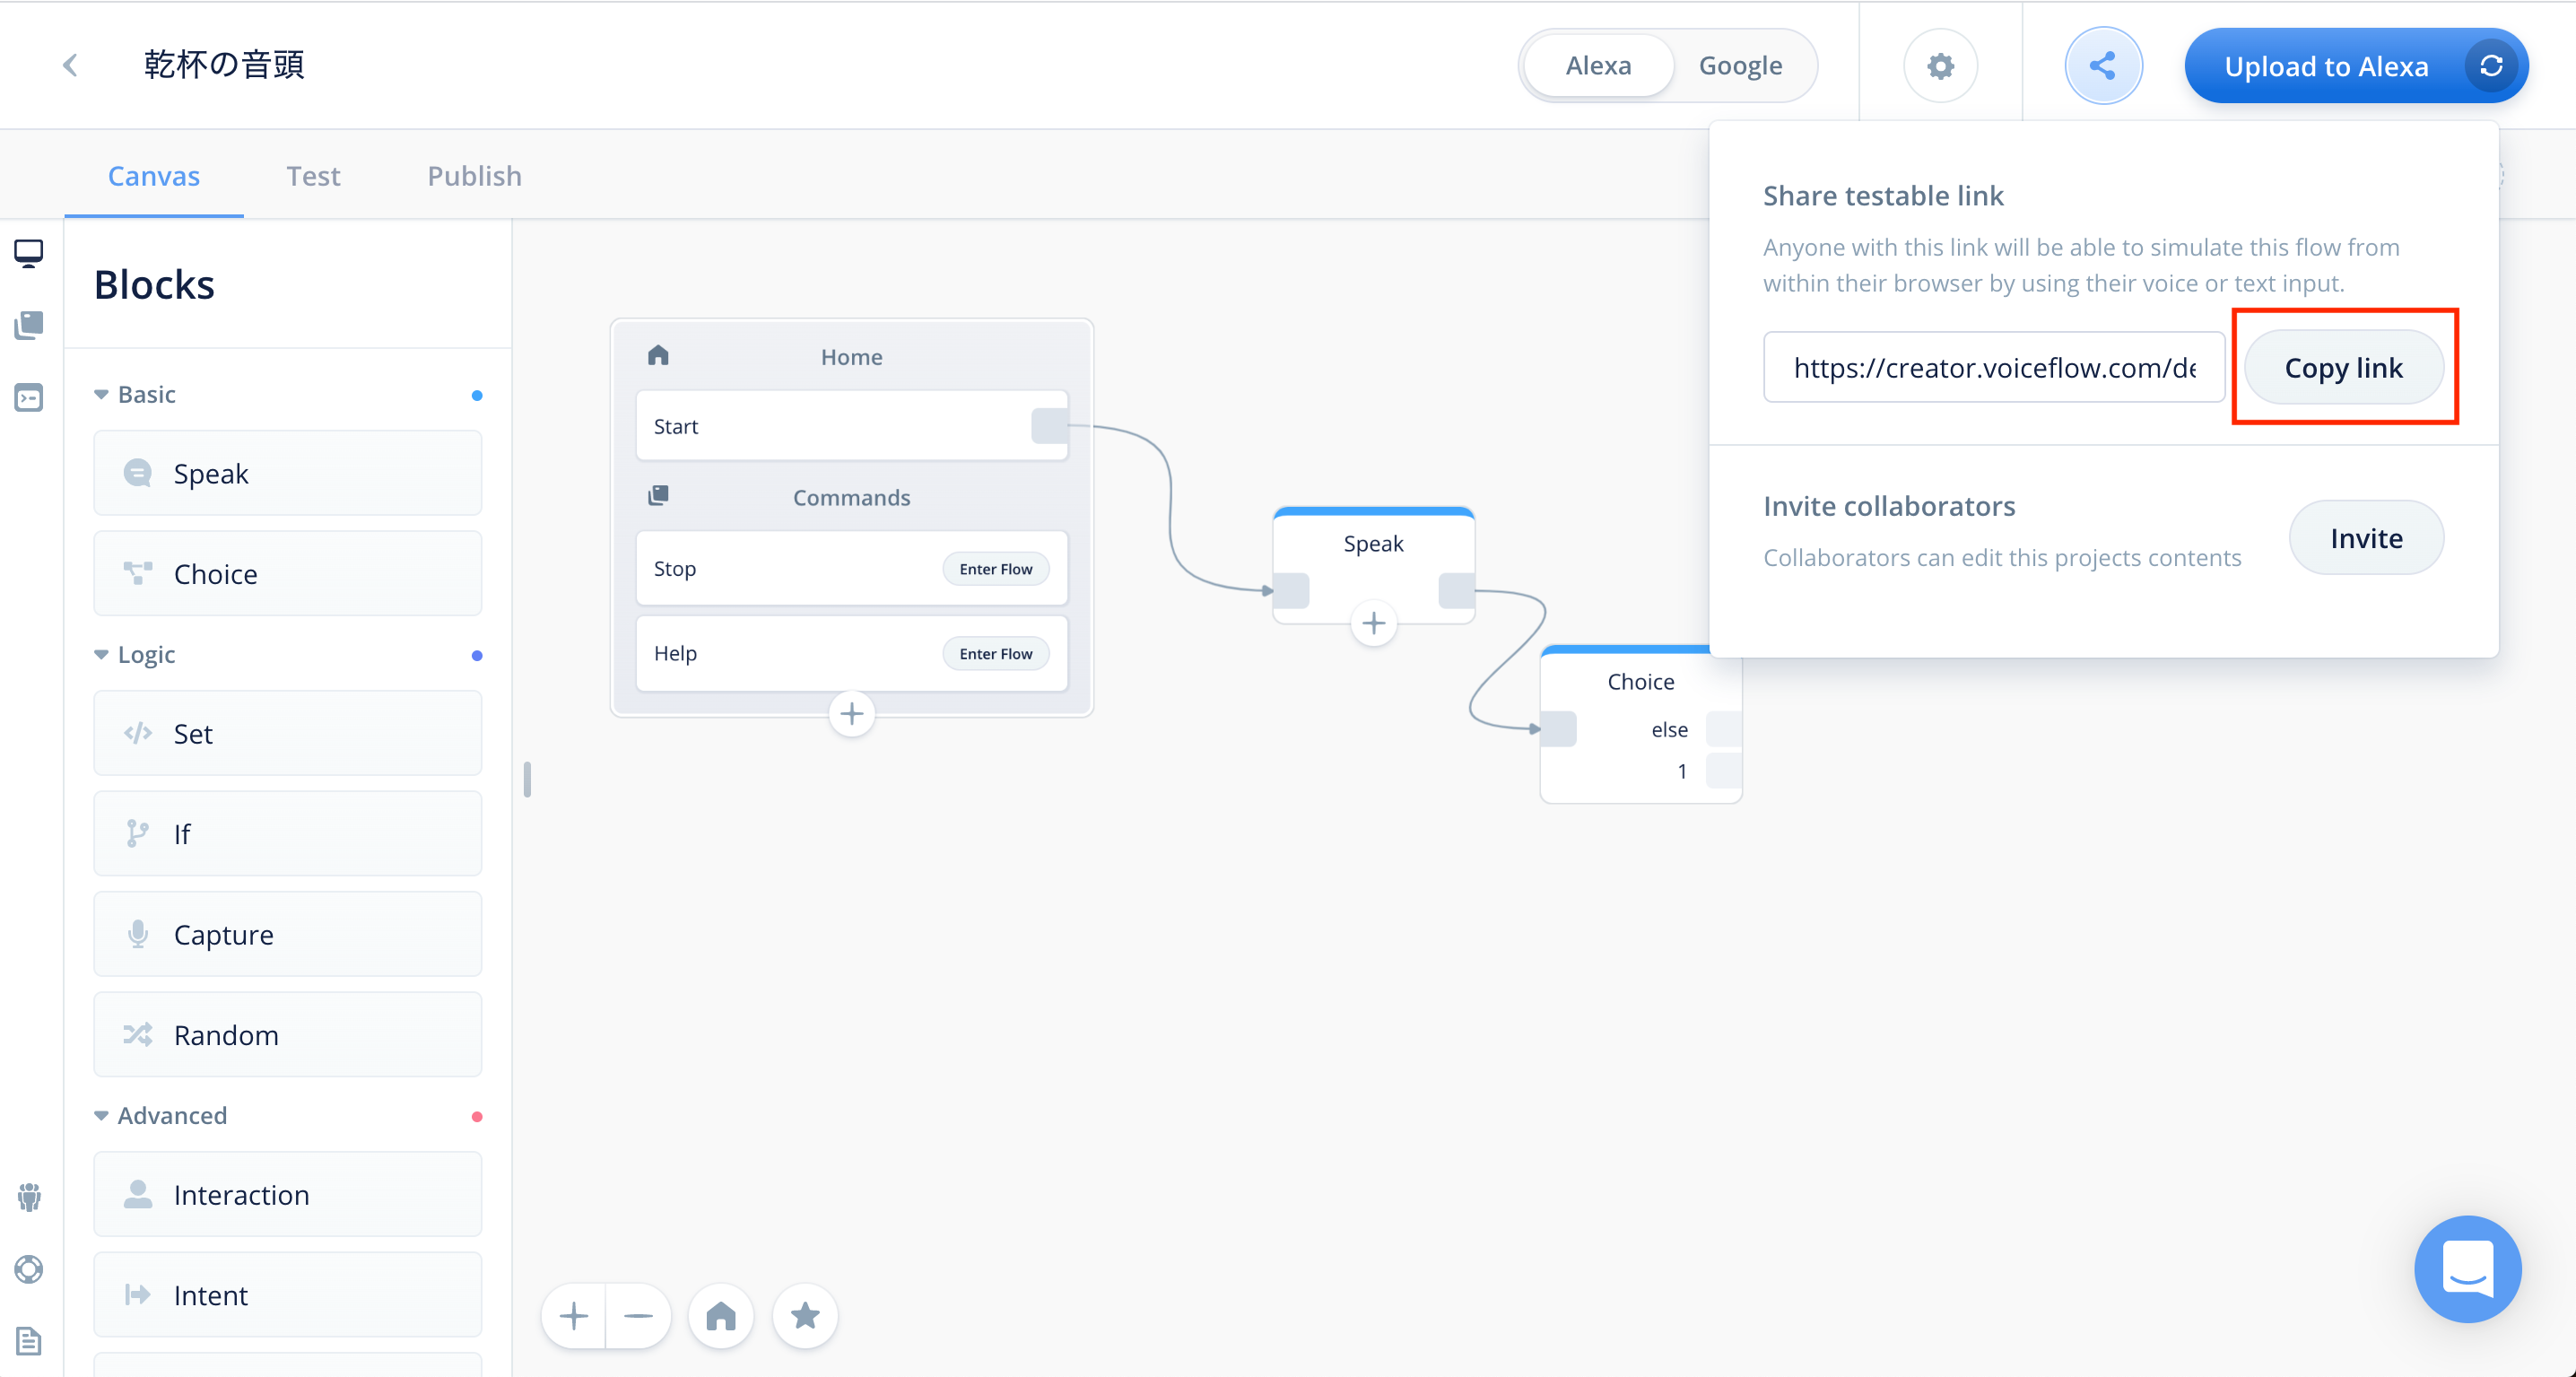 乾杯の音頭
Alexa
Google
Upload to Alexa
Canvas
Test
Publish
Share testable link
Anyone with this link will be able to simulate this flow from
within their browser by using their voice or text input.
https://creator.voiceflow.com/de
Copy link
Invite collaborators
Collaborators can edit this projects contents
Invite
Blocks
Basic
Speak
Choice
Logic
Set
If
Capture
Random
Advanced
Interaction
Intent
Home
Start
Commands
Stop
Enter Flow
Help
Enter Flow
Speak
Choice
else
1